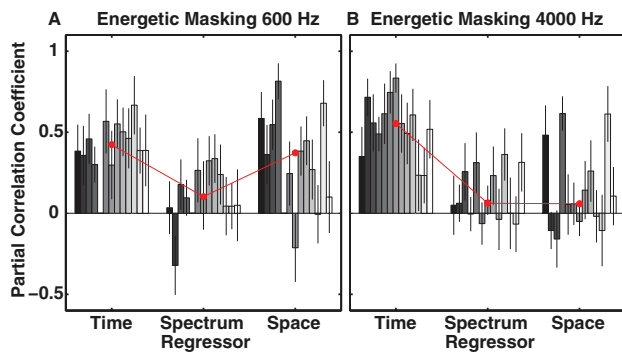 A Energetic Masking 600 Hz
B Energetic Masking 4000 Hz
Partial Correlation Coefficient
1
0.5
0
−0.5
Time Spectrum Space
Regressor
Time Spectrum Space
Regressor